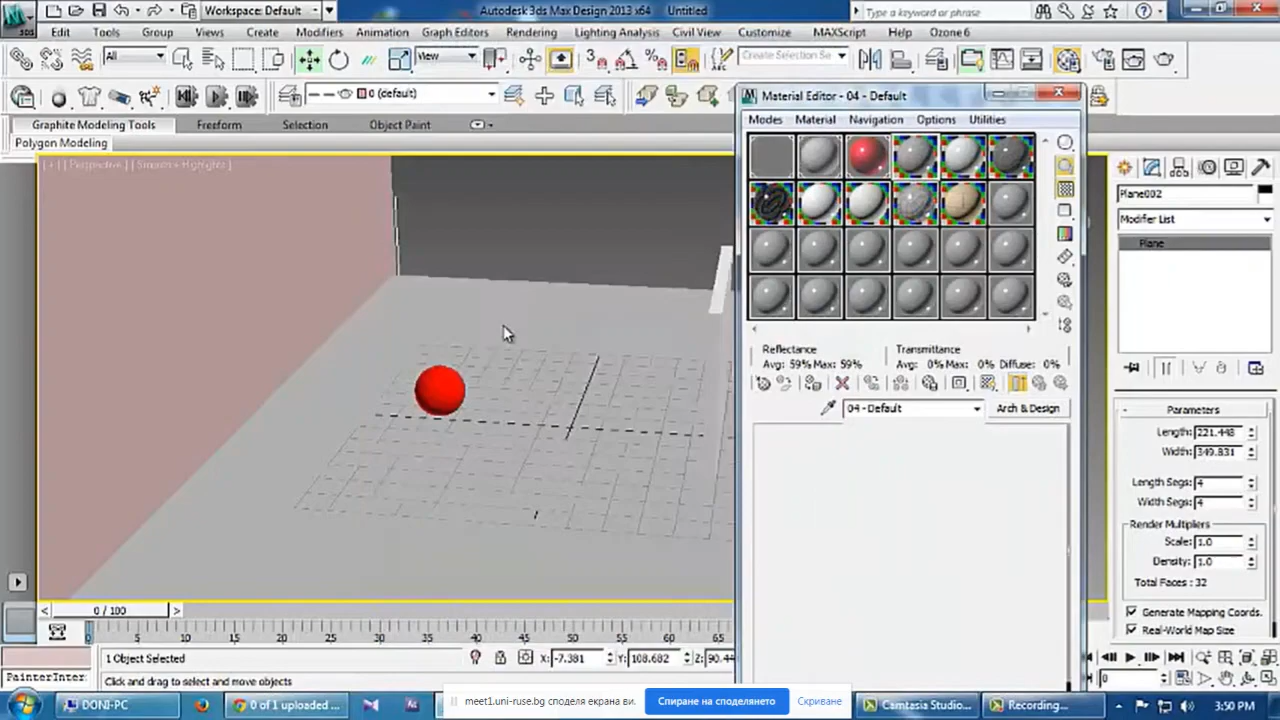 Workspace: Default
Autodesk 3ds Max Design 2013 x64
Untitled
Type a keyword or phrase
Edit Tools Group Views Create Modifiers Animation Graph Editors Rendering Lighting Analysis Civil View Customize MAXScript Help Ozone 6
All
View
Create Selection Se
0 (default)
Graphite Modeling Tools Freeform Selection Object Paint
Polygon Modeling
[ + ] [ Perspective ] [ Smooth + Highlights ]
Material Editor - 04 - Default
Modes Material Navigation Options Utilities
Reflectance
Avg: 59% Max: 59%
Transmittance
Avg: 0% Max: 0% Diffuse: 0%
04 - Default
Arch & Design
Plane002
Modifier List
Plane
Parameters
Length: 221.448
Width: 349.831
Length Segs: 4
Width Segs: 4
Render Multipliers
Scale: 1.0
Density: 1.0
Total Faces : 32
Generate Mapping Coords.
Real-World Map Size
0 / 100
0 5 10 15 20 25 30 35 40 45 50 55 60 65
1 Object Selected
X: -7.381
Y: 108.682
Z: 90.4
PainterInter
Click and drag to select and move objects
0
DONI-PC
0 of 1 uploaded ...
meet1.uni-ruse.bg споделя екрана ви.
Спиране на споделянето
Скриване
Camtasia Studio...
Recording...
3:50 PM